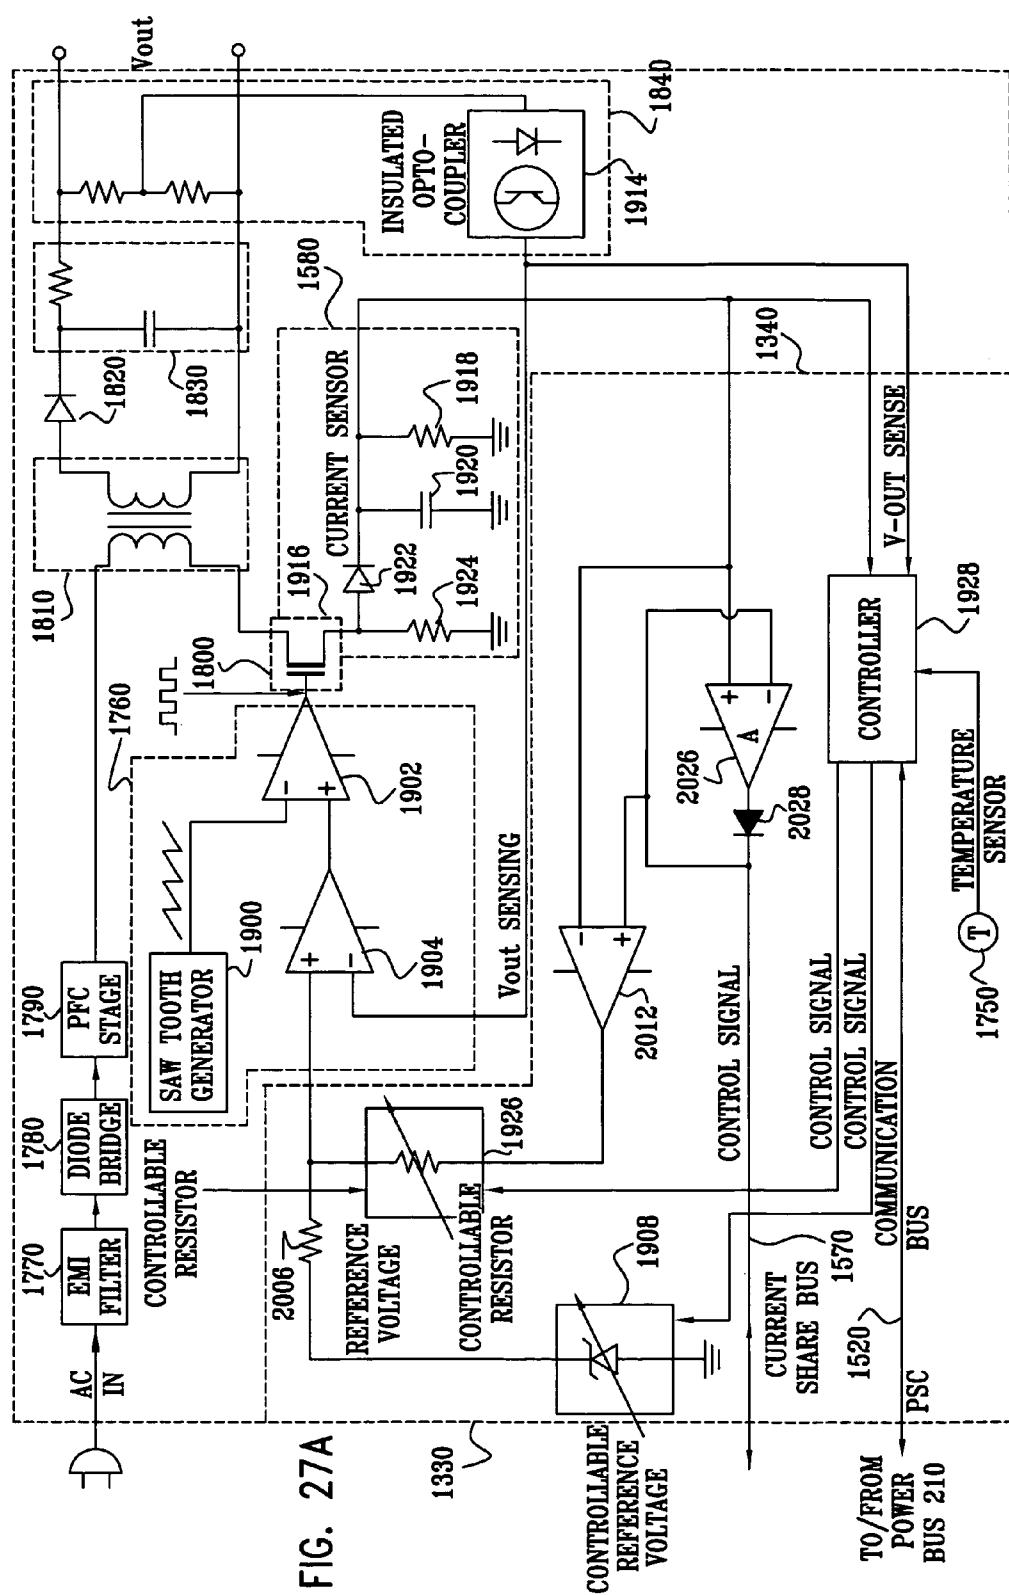 FIG. 27A
AC
IN
1770
EMI
FILTER
1780
DIODE
BRIDGE
1790
PFC
STAGE
1760
1810
1820
1830
Vout
CONTROLLABLE
RESISTOR
SAW TOOTH
GENERATOR
1900
1800
1916
-
+
1902
+
-
1904
CURRENT SENSOR
1580
1922
1924
1920
1918
INSULATED
OPTO-
COUPLER
1914
1840
2006
REFERENCE
VOLTAGE
CONTROLLABLE
RESISTOR
1926
Vout SENSING
1340
1330
CONTROLLABLE
REFERENCE
VOLTAGE
1908
-
+
2012
+
-
A
2026
2028
CONTROL SIGNAL
CURRENT
SHARE BUS
1570
CONTROL SIGNAL
CONTROL SIGNAL
COMMUNICATION
BUS
V-OUT SENSE
CONTROLLER
1928
TO/FROM
POWER
BUS 210
PSC
1520
T
1750
TEMPERATURE
SENSOR